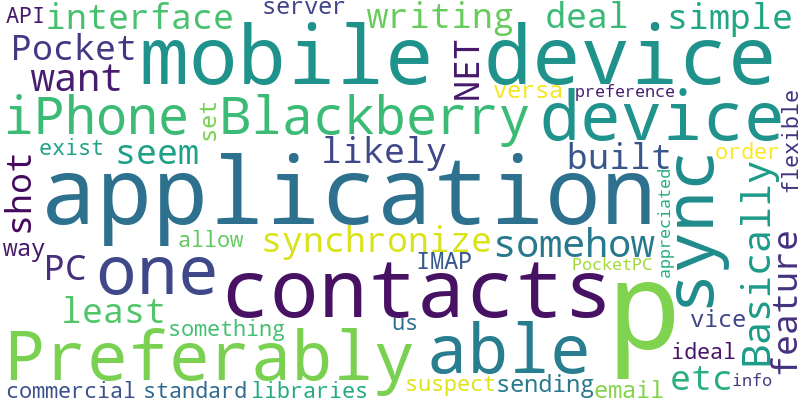 API interface server writing deal simple
Pocket mobile NET device
want versa preference
iPhone set Blackberry device flexible
exist seem likely built order
shot application sync appreciated Basically
way allow synchronize somehow feature
PC one IMAP PocketPC
contacts p
least something us vice
Preferably able ideal
commercial standard libraries suspect sending email etc info